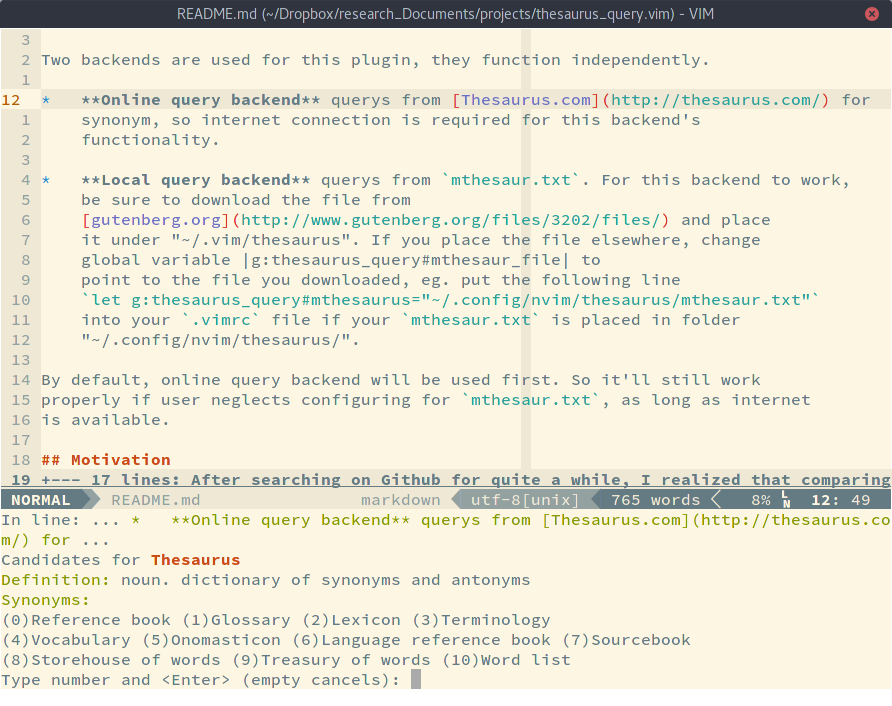 README.md (~/Dropbox/research_Documents/projects/thesaurus_query.vim) - VIM
3
2 Two backends are used for this plugin, they function independently.
1
12 *   **Online query backend** querys from [Thesaurus.com](http://thesaurus.com/) for
1     synonym, so internet connection is required for this backend's
2     functionality.
3
4 *   **Local query backend** querys from `mthesaur.txt`. For this backend to work,
5     be sure to download the file from
6     [gutenberg.org](http://www.gutenberg.org/files/3202/files/) and place
7     it under "~/.vim/thesaurus". If you place the file elsewhere, change
8     global variable |g:thesaurus_query#mthesaur_file| to
9     point to the file you downloaded, eg. put the following line
10     `let g:thesaurus_query#mthesaurus="~/.config/nvim/thesaurus/mthesaur.txt"`
11     into your `.vimrc` file if your `mthesaur.txt` is placed in folder
12     "~/.config/nvim/thesaurus/".
13
14 By default, online query backend will be used first. So it'll still work
15 properly if user neglects configuring for `mthesaur.txt`, as long as internet
16 is available.
17
18 ## Motivation
19 +--- 17 lines: After searching on Github for quite a while, I realized that comparing
NORMAL README.md markdown utf-8[unix] 765 words 8% LN 12: 49
In line: ... *   **Online query backend** querys from [Thesaurus.com](http://thesaurus.co
m/) for ...
Candidates for Thesaurus
Definition: noun. dictionary of synonyms and antonyms
Synonyms:
(0)Reference book (1)Glossary (2)Lexicon (3)Terminology
(4)Vocabulary (5)Onomasticon (6)Language reference book (7)Sourcebook
(8)Storehouse of words (9)Treasury of words (10)Word list
Type number and <Enter> (empty cancels):